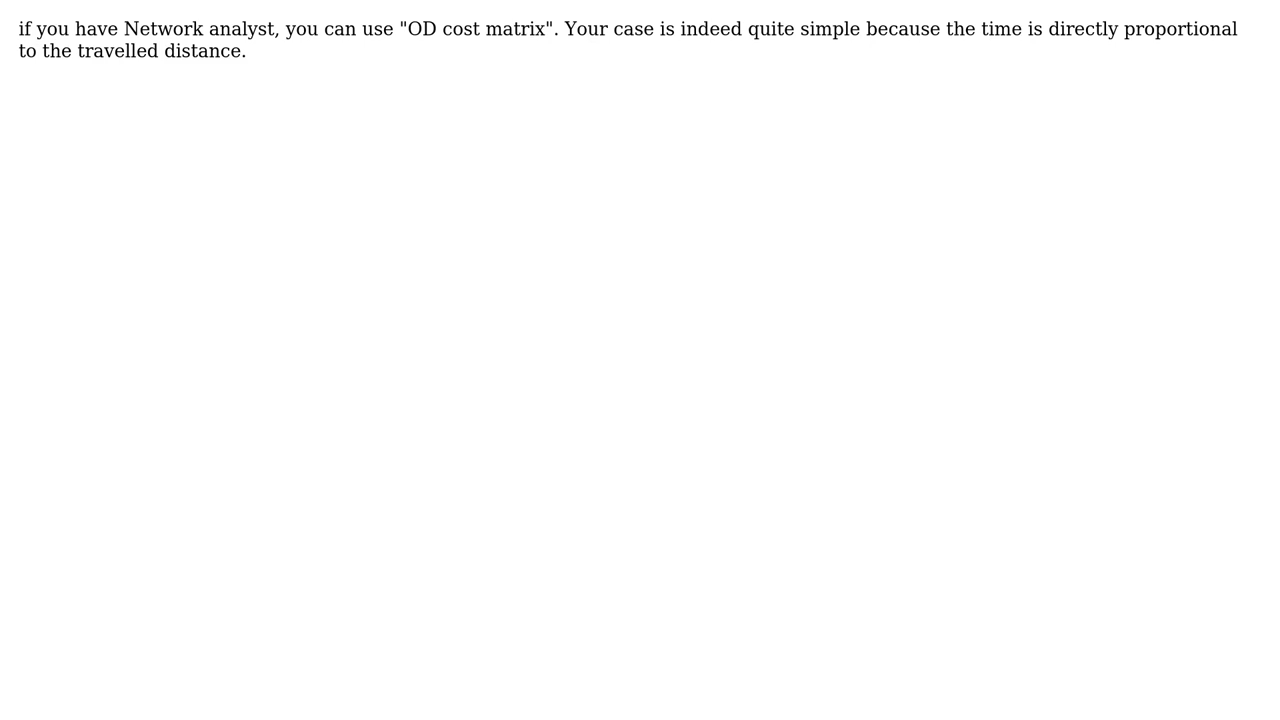 if you have Network analyst, you can use "OD cost matrix". Your case is indeed quite simple because the time is directly proportional
to the travelled distance.